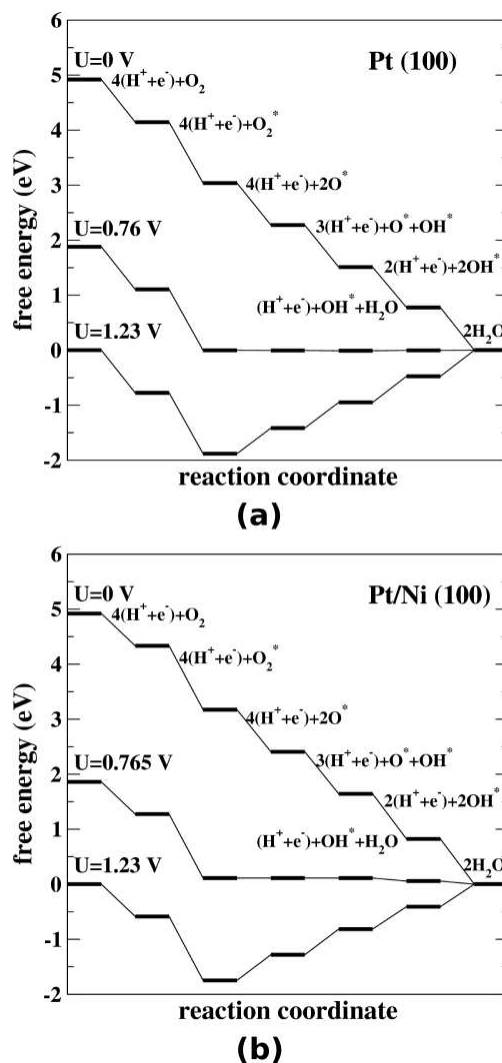 6
U=0 V
Pt (100)
5
4(H⁺+e⁻)+O₂
4
4(H⁺+e⁻)+O₂*
3
4(H⁺+e⁻)+2O*
U=0.76 V
3(H⁺+e⁻)+O*+OH*
2
2(H⁺+e⁻)+2OH*
1
(H⁺+e⁻)+OH*+H₂O
U=1.23 V
2H₂O
0
-1
-2
free energy (eV)
reaction coordinate
(a)
6
U=0 V
Pt/Ni (100)
5
4(H⁺+e⁻)+O₂
4
4(H⁺+e⁻)+O₂*
3
4(H⁺+e⁻)+2O*
U=0.765 V
3(H⁺+e⁻)+O*+OH*
2
2(H⁺+e⁻)+2OH*
1
(H⁺+e⁻)+OH*+H₂O
U=1.23 V
2H₂O
0
-1
-2
free energy (eV)
reaction coordinate
(b)